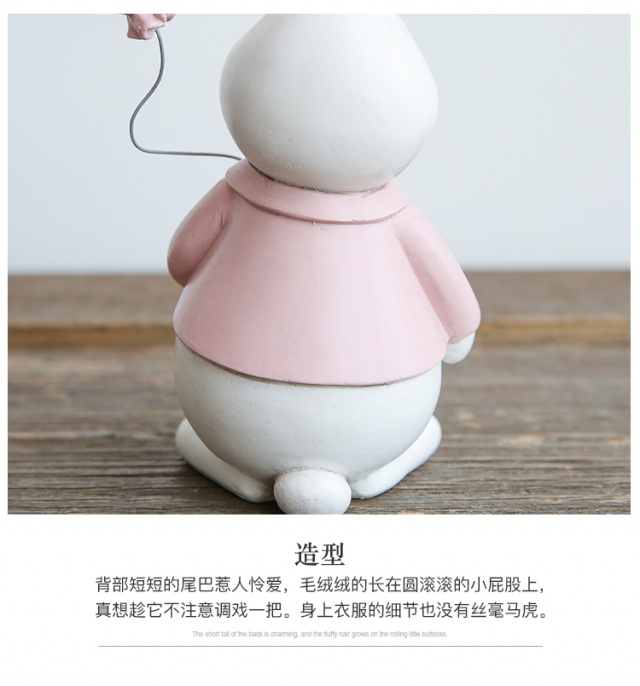 造型
背部短短的尾巴惹人怜爱，毛绒绒的长在圆滚滚的小屁股上，
真想趁它不注意调戏一把。身上衣服的细节也没有丝毫马虎。
The short tail of the back is charming, and the fluffy hair grows on the rolling little buttocks.